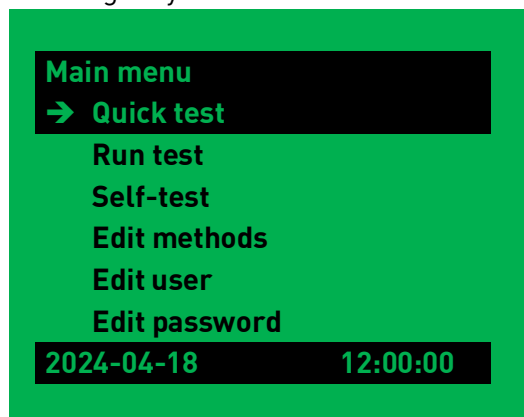 Main menu
➔ Quick test
Run test
Self-test
Edit methods
Edit user
Edit password
2024-04-18 12:00:00